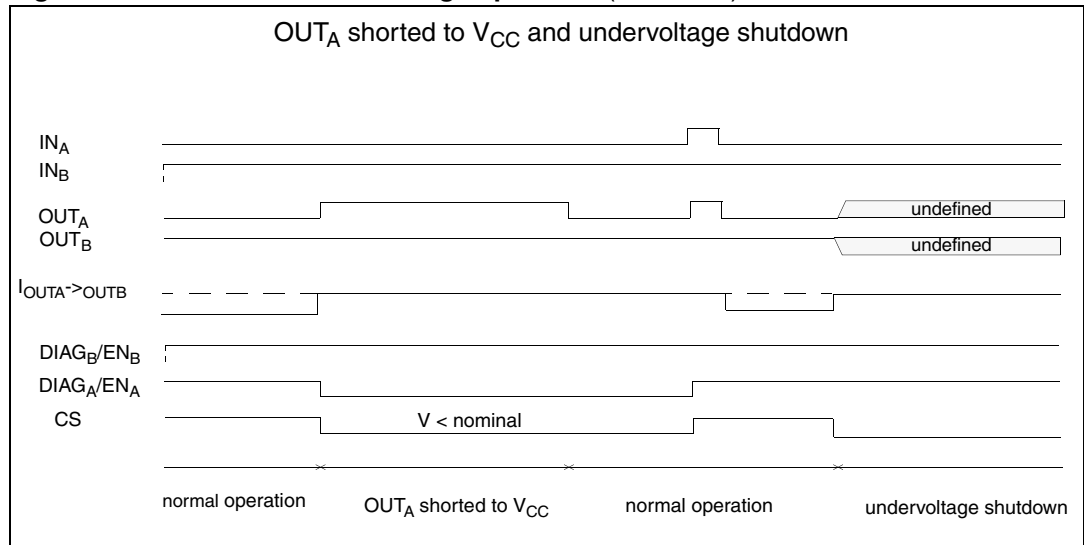 OUTA shorted to VCC and undervoltage shutdown
INA
INB
OUTA
undefined
OUTB
undefined
IOUTA->OUTB
DIAGB/ENB
DIAGA/ENA
CS
V < nominal
normal operation
OUTA shorted to VCC
normal operation
undervoltage shutdown